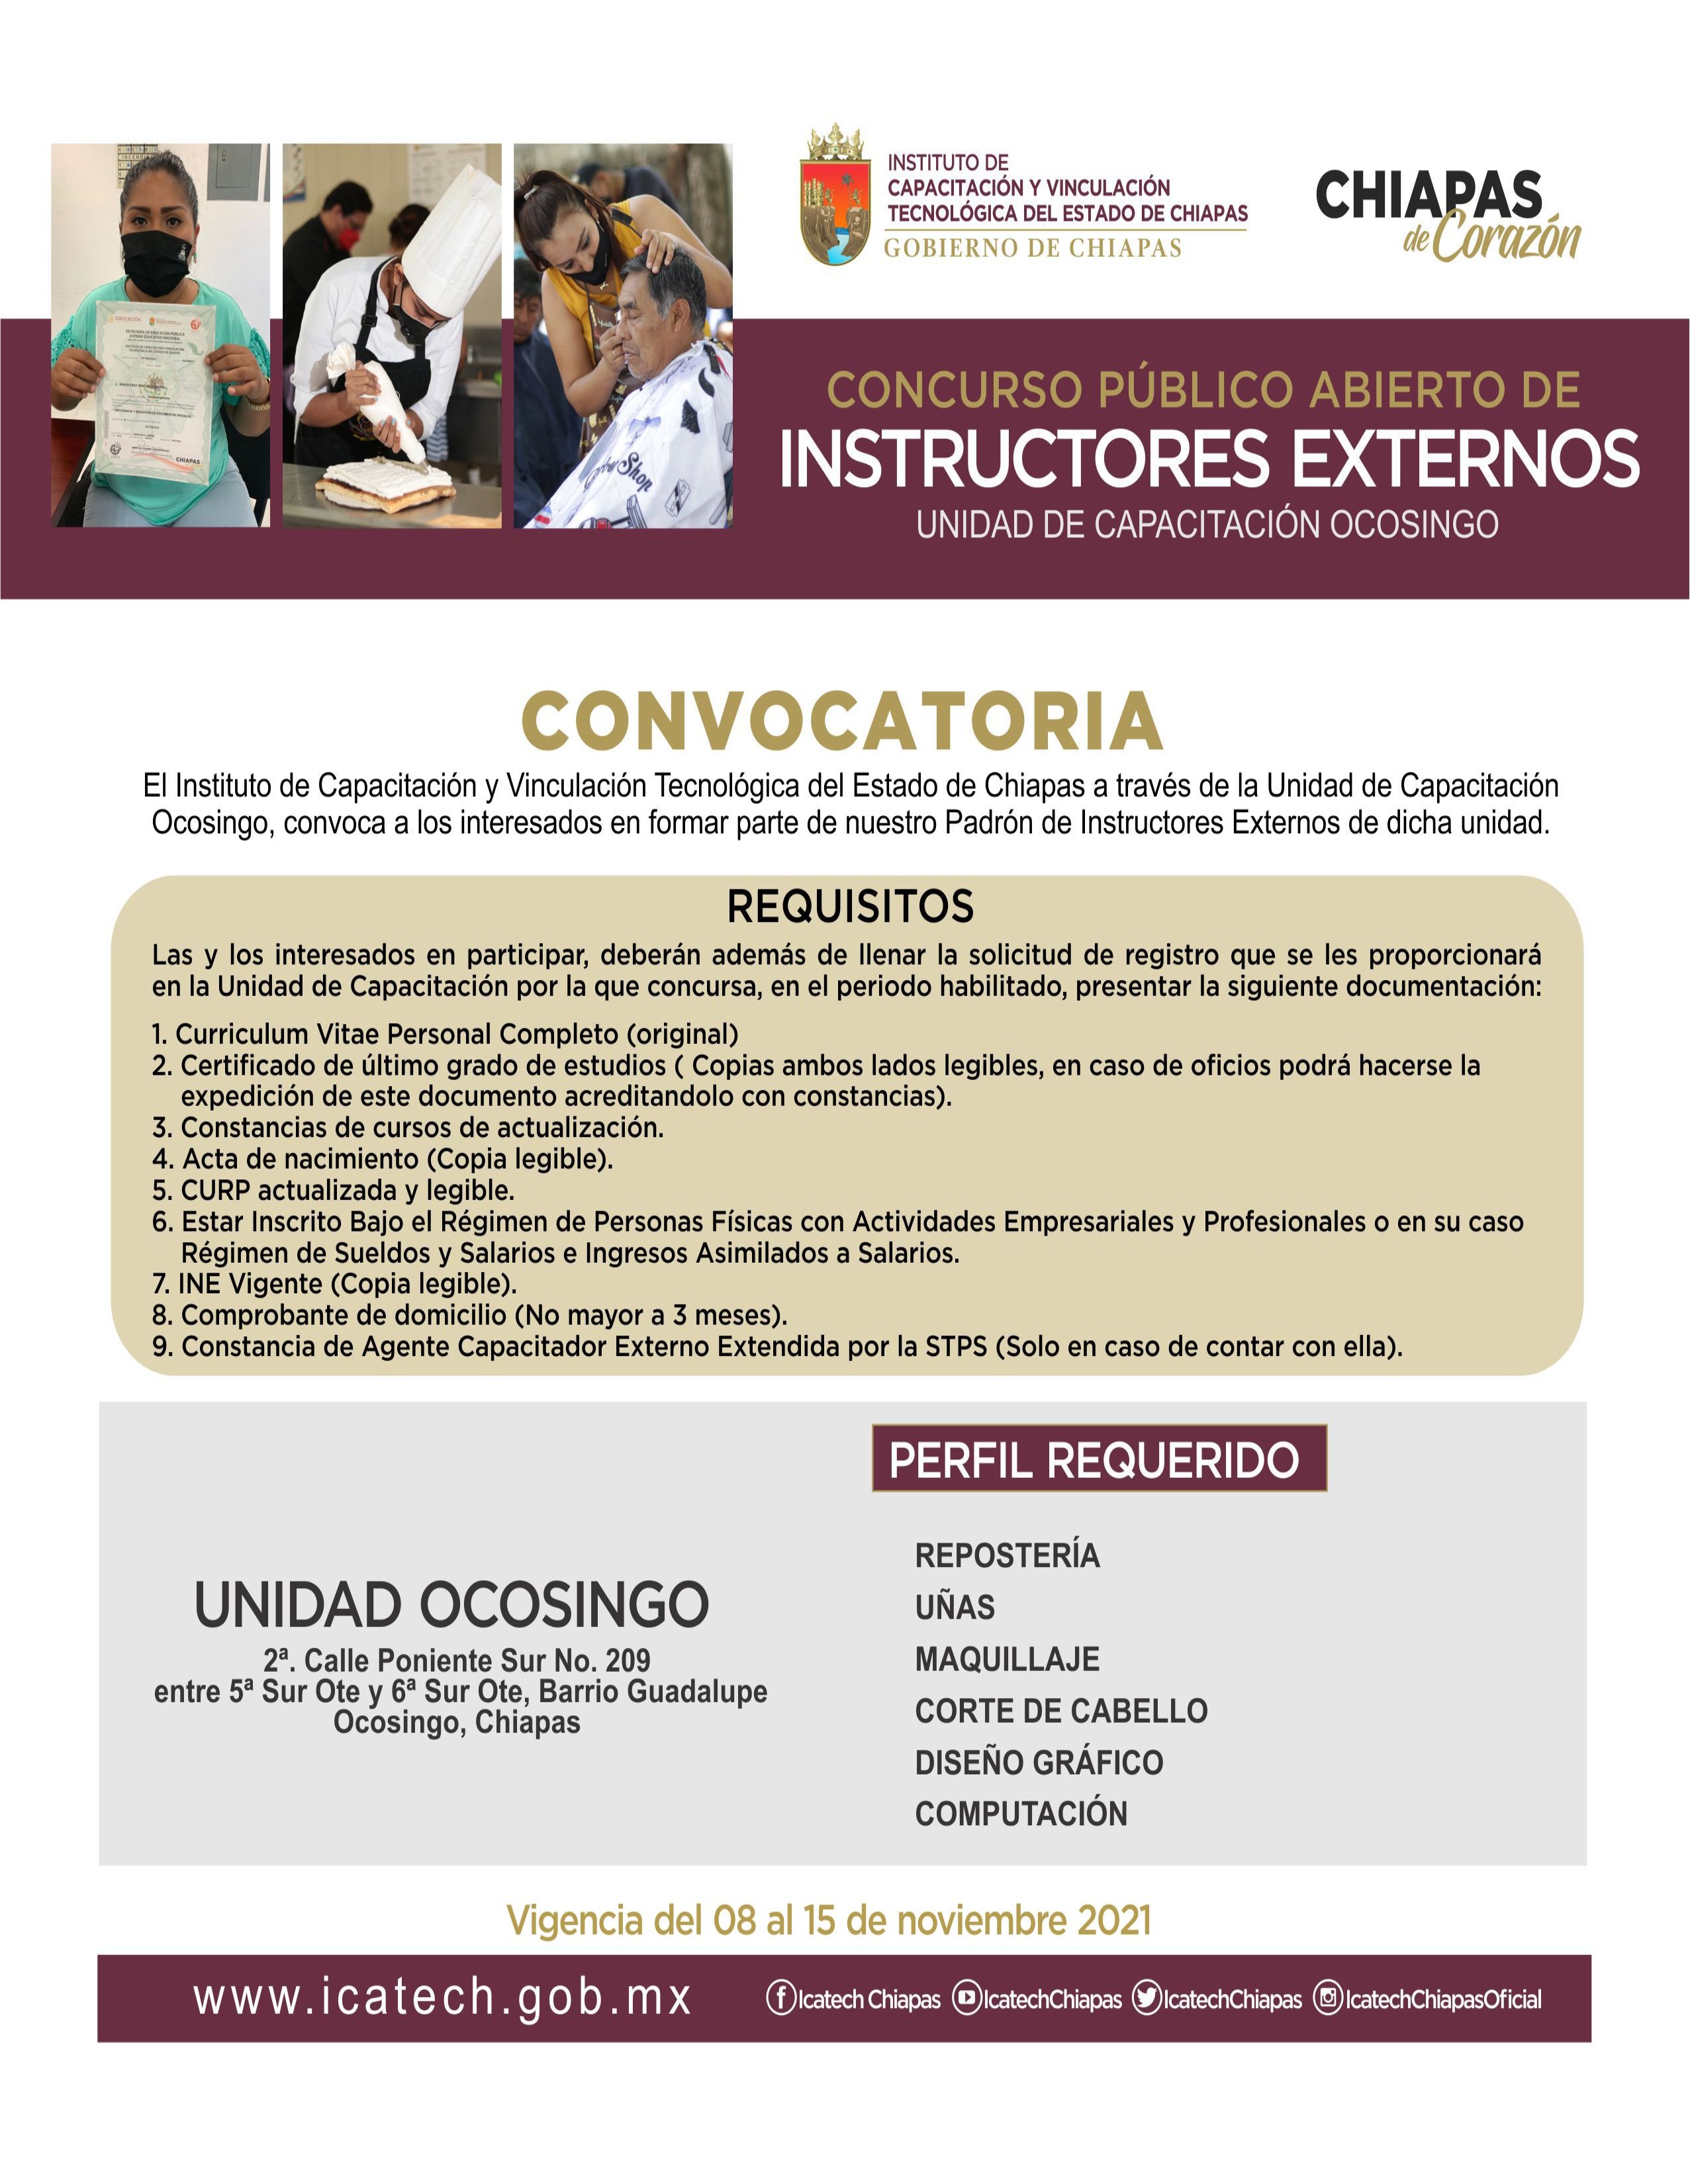 INSTITUTO DE
CAPACITACIÓN Y VINCULACIÓN
TECNOLÓGICA DEL ESTADO DE CHIAPAS
GOBIERNO DE CHIAPAS
CHIAPAS
de Corazón
CONCURSO PÚBLICO ABIERTO DE
INSTRUCTORES EXTERNOS
UNIDAD DE CAPACITACIÓN OCOSINGO
CONVOCATORIA
El Instituto de Capacitación y Vinculación Tecnológica del Estado de Chiapas a través de la Unidad de Capacitación
Ocosingo, convoca a los interesados en formar parte de nuestro Padrón de Instructores Externos de dicha unidad.
REQUISITOS
Las y los interesados en participar, deberán además de llenar la solicitud de registro que se les proporcionará
en la Unidad de Capacitación por la que concursa, en el periodo habilitado, presentar la siguiente documentación:
1. Curriculum Vitae Personal Completo (original)
2. Certificado de último grado de estudios ( Copias ambos lados legibles, en caso de oficios podrá hacerse la
expedición de este documento acreditandolo con constancias).
3. Constancias de cursos de actualización.
4. Acta de nacimiento (Copia legible).
5. CURP actualizada y legible.
6. Estar Inscrito Bajo el Régimen de Personas Físicas con Actividades Empresariales y Profesionales o en su caso
Régimen de Sueldos y Salarios e Ingresos Asimilados a Salarios.
7. INE Vigente (Copia legible).
8. Comprobante de domicilio (No mayor a 3 meses).
9. Constancia de Agente Capacitador Externo Extendida por la STPS (Solo en caso de contar con ella).
PERFIL REQUERIDO
UNIDAD OCOSINGO
2ª. Calle Poniente Sur No. 209
entre 5ª Sur Ote y 6ª Sur Ote, Barrio Guadalupe
Ocosingo, Chiapas
REPOSTERÍA
UÑAS
MAQUILLAJE
CORTE DE CABELLO
DISEÑO GRÁFICO
COMPUTACIÓN
Vigencia del 08 al 15 de noviembre 2021
www.icatech.gob.mx Icatech Chiapas IcatechChiapas IcatechChiapas IcatechChiapasOficial